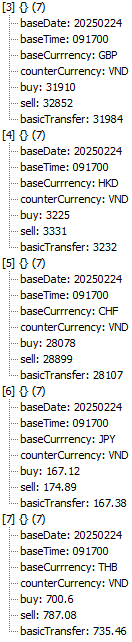 [3] {} (7)
baseDate: 20250224
baseTime: 091700
baseCurrrency: GBP
counterCurrency: VND
buy: 31910
sell: 32852
basicTransfer: 31984
[4] {} (7)
baseDate: 20250224
baseTime: 091700
baseCurrrency: HKD
counterCurrency: VND
buy: 3225
sell: 3331
basicTransfer: 3232
[5] {} (7)
baseDate: 20250224
baseTime: 091700
baseCurrrency: CHF
counterCurrency: VND
buy: 28078
sell: 28899
basicTransfer: 28107
[6] {} (7)
baseDate: 20250224
baseTime: 091700
baseCurrrency: JPY
counterCurrency: VND
buy: 167.12
sell: 174.89
basicTransfer: 167.38
[7] {} (7)
baseDate: 20250224
baseTime: 091700
baseCurrrency: THB
counterCurrency: VND
buy: 700.6
sell: 787.08
basicTransfer: 735.46